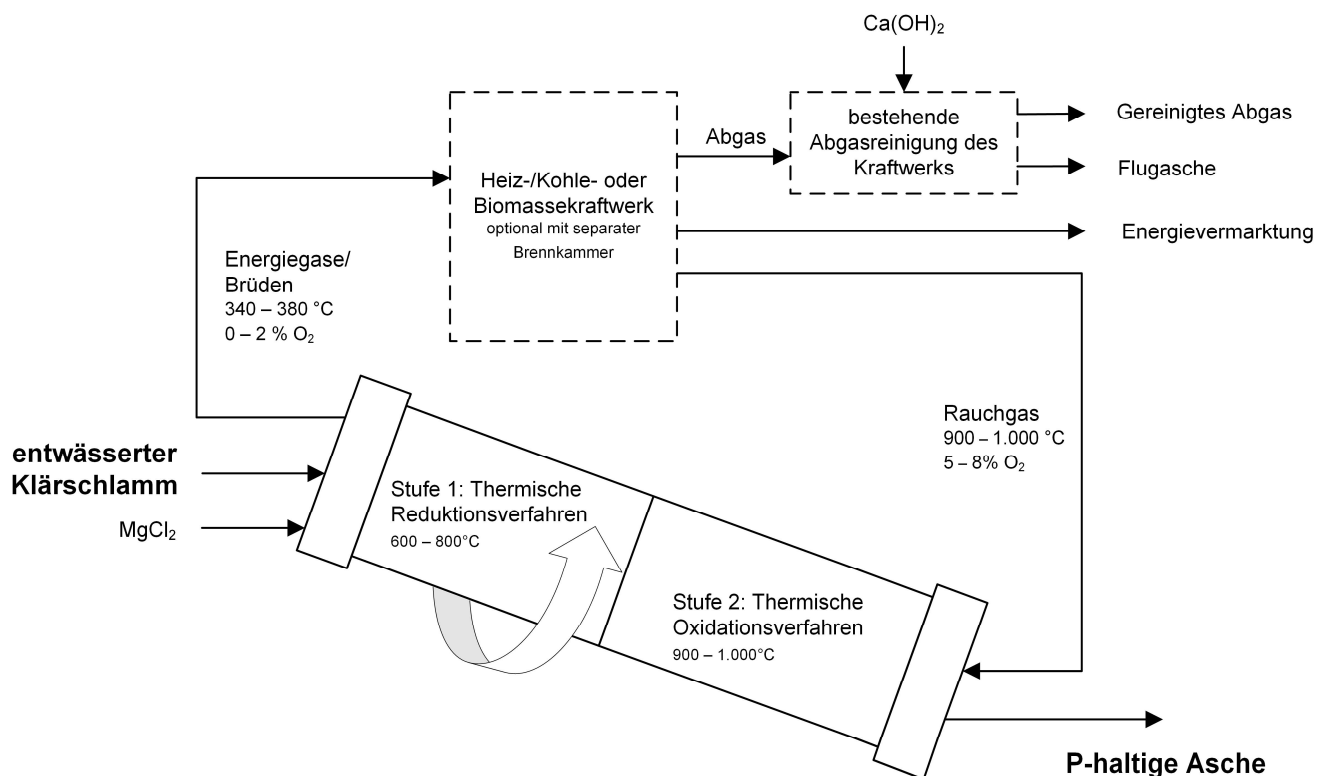 Ca(OH)₂
bestehende
Abgasreinigung des
Kraftwerks
Gereinigtes Abgas
Flugasche
Abgas
Heiz-/Kohle- oder
Biomassekraftwerk
optional mit separater
Brennkammer
Energievermarktung
Energiegase/
Brüden
340 – 380 °C
0 – 2 % O₂
Rauchgas
900 – 1.000 °C
5 – 8% O₂
entwässerter
Klärschlamm
MgCl₂
Stufe 1: Thermische
Reduktionsverfahren
600 – 800°C
Stufe 2: Thermische
Oxidationsverfahren
900 – 1.000°C
P-haltige Asche